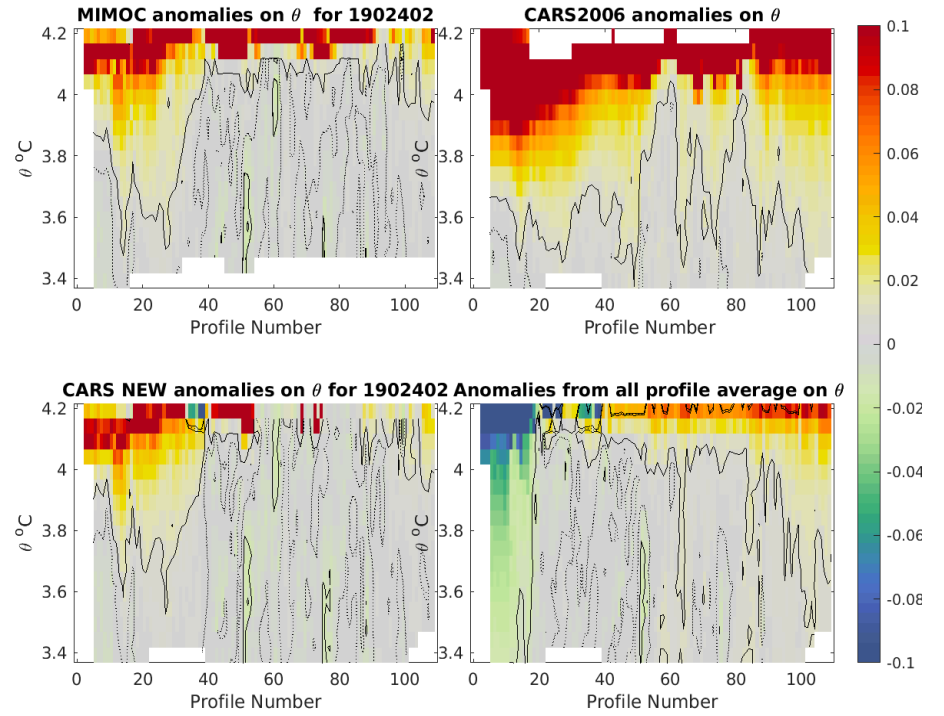 MIMOC anomalies on θ for 1902402
CARS2006 anomalies on θ
4.2
4
3.8
3.6
3.4
θ °C
0 20 40 60 80 100
Profile Number
4.2
4
3.8
3.6
3.4
θ °C
0 20 40 60 80 100
Profile Number
0.1
0.08
0.06
0.04
0.02
0
-0.02
-0.04
-0.06
-0.08
-0.1
CARS NEW anomalies on θ for 1902402
Anomalies from all profile average on θ
4.2
4
3.8
3.6
3.4
θ °C
0 20 40 60 80 100
Profile Number
4.2
4
3.8
3.6
3.4
θ °C
0 20 40 60 80 100
Profile Number